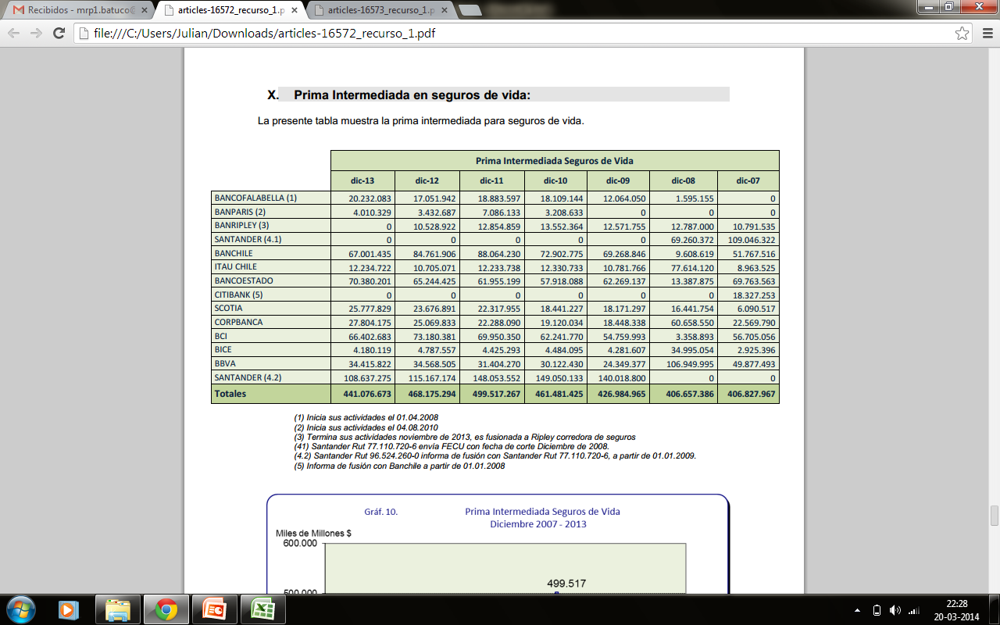 Recibidos - mrp1.batuco@
articles-16572_recurso_1.p
articles-16573_recurso_1.p
file:///C:/Users/Julian/Downloads/articles-16572_recurso_1.pdf
X. Prima Intermediada en seguros de vida:
La presente tabla muestra la prima intermediada para seguros de vida.
Prima Intermediada Seguros de Vida
dic-13 dic-12 dic-11 dic-10 dic-09 dic-08 dic-07
BANCOFALABELLA (1) 20.232.083 17.051.942 18.883.597 18.109.144 12.064.050 1.595.155 0
BANPARIS (2) 4.010.329 3.432.687 7.086.133 3.208.633 0 0 0
BANRIPLEY (3) 0 10.528.922 12.854.859 13.552.364 12.571.755 12.787.000 10.791.535
SANTANDER (4.1) 0 0 0 0 0 69.260.372 109.046.322
BANCHILE 67.001.435 84.761.906 88.064.230 72.902.775 69.268.846 9.608.619 51.767.516
ITAU CHILE 12.234.722 10.705.071 12.233.738 12.330.733 10.781.766 77.614.120 8.963.525
BANCOESTADO 70.380.201 65.244.425 61.955.199 57.918.088 62.269.137 13.387.875 69.763.563
CITIBANK (5) 0 0 0 0 0 0 18.327.253
SCOTIA 25.777.829 23.676.891 22.317.955 18.441.227 18.171.297 16.441.754 6.090.517
CORPBANCA 27.804.175 25.069.833 22.288.090 19.120.034 18.448.338 60.658.550 22.569.790
BCI 66.402.683 73.180.381 69.950.350 62.241.770 54.759.993 3.358.893 56.705.056
BICE 4.180.119 4.787.557 4.425.293 4.484.095 4.281.607 34.995.054 2.925.396
BBVA 34.415.822 34.568.505 31.404.270 30.122.430 24.349.377 106.949.995 49.877.493
SANTANDER (4.2) 108.637.275 115.167.174 148.053.552 149.050.133 140.018.800 0 0
Totales 441.076.673 468.175.294 499.517.267 461.481.425 426.984.965 406.657.386 406.827.967
(1) Inicia sus actividades el 01.04.2008
(2) Inicia sus actividades el 04.08.2010
(3) Termina sus actividades noviembre de 2013, es fusionada a Ripley corredora de seguros
(41) Santander Rut 77.110.720-6 envía FECU con fecha de corte Diciembre de 2008.
(4.2) Santander Rut 96.524.260-0 informa de fusión con Santander Rut 77.110.720-6, a partir de 01.01.2009.
(5) Informa de fusión con Banchile a partir de 01.01.2008
Gráf. 10. Prima Intermediada Seguros de Vida
Diciembre 2007 - 2013
Miles de Millones $
600.000
499.517
500.000
22:28
20-03-2014